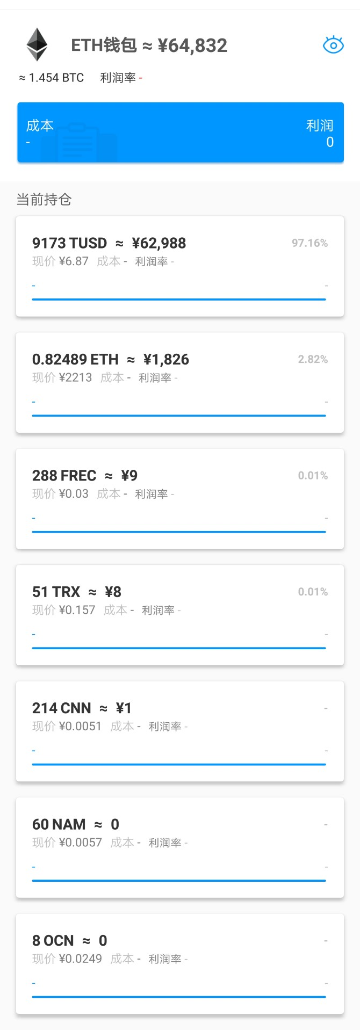 ETH钱包 ≈ ¥64,832
≈ 1.454 BTC 利润率 -
成本 利润
- 0
当前持仓
9173 TUSD ≈ ¥62,988 97.16%
现价 ¥6.87 成本 - 利润率 -
- -
0.82489 ETH ≈ ¥1,826 2.82%
现价 ¥2213 成本 - 利润率 -
- -
288 FREC ≈ ¥9 0.01%
现价 ¥0.03 成本 - 利润率 -
- -
51 TRX ≈ ¥8 0.01%
现价 ¥0.157 成本 - 利润率 -
- -
214 CNN ≈ ¥1 -
现价 ¥0.0051 成本 - 利润率 -
- -
60 NAM ≈ 0 -
现价 ¥0.0057 成本 - 利润率 -
- -
8 OCN ≈ 0 -
现价 ¥0.0249 成本 - 利润率 -
- -